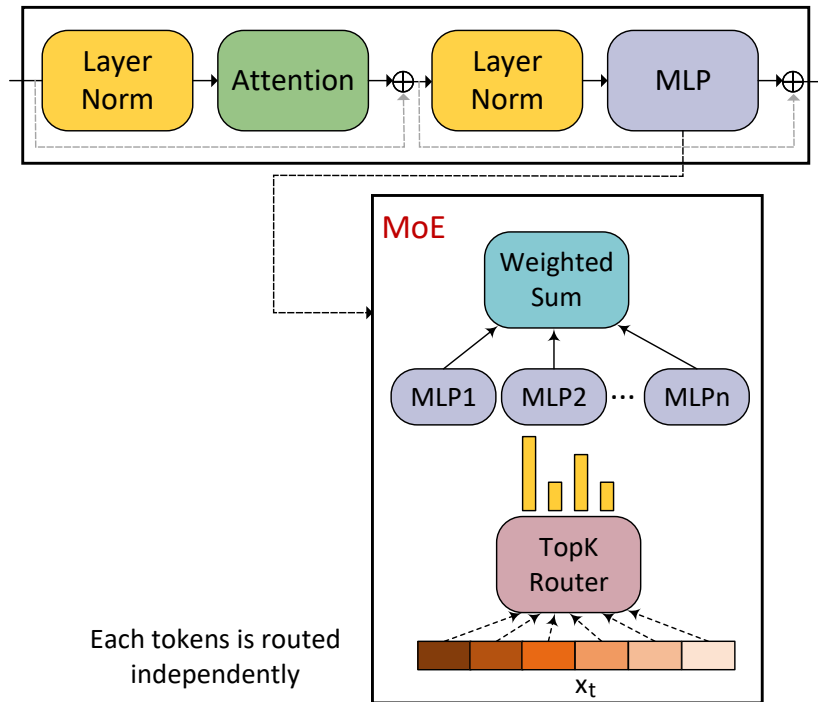 Layer
Norm
Attention
Layer
Norm
MLP
MoE
Weighted
Sum
MLP1
MLP2
...
MLPn
TopK
Router
Each tokens is routed
independently
x_t